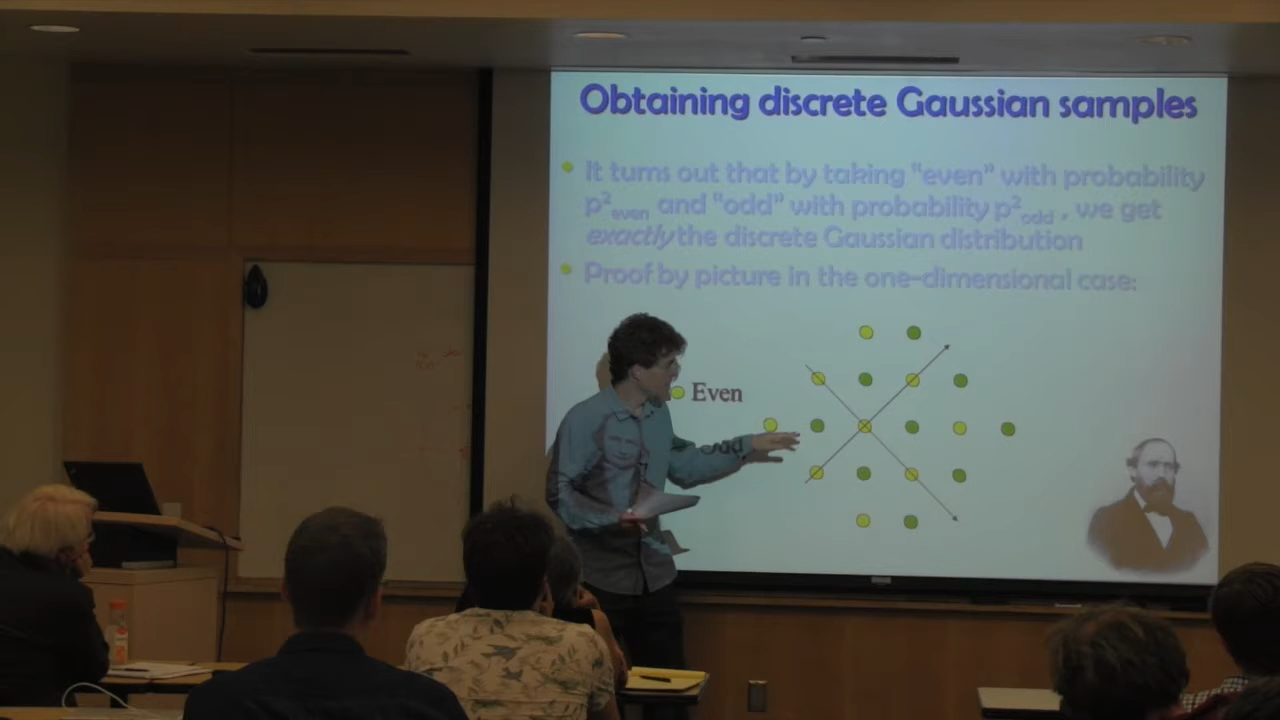 Obtaining discrete Gaussian samples
It turns out that by taking "even" with probability
p²even and "odd" with probability p²odd , we get
exactly the discrete Gaussian distribution
Proof by picture in the one-dimensional case:
Even
Odd